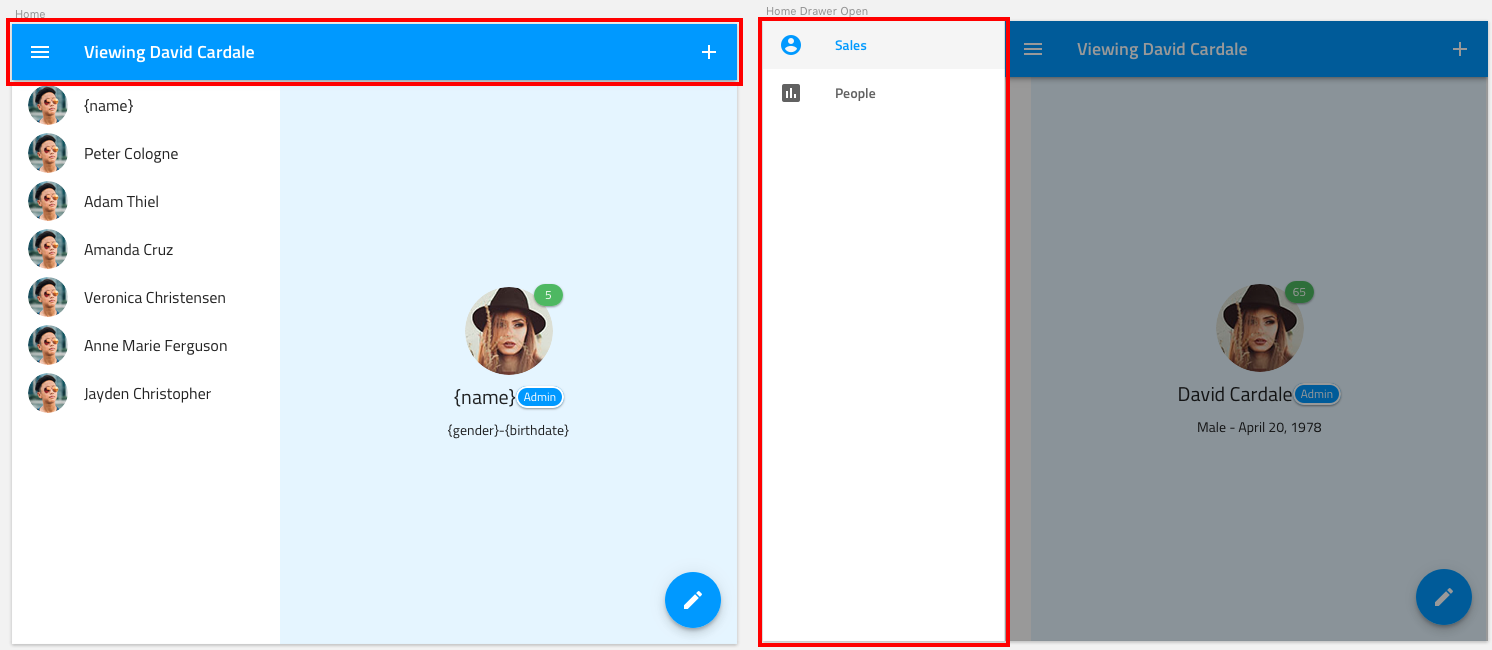 Home
Viewing David Cardale
{name}
Peter Cologne
Adam Thiel
Amanda Cruz
Veronica Christensen
Anne Marie Ferguson
Jayden Christopher
5
{name} Admin
{gender}-{birthdate}
Home Drawer Open
Sales
People
Viewing David Cardale
65
David Cardale Admin
Male - April 20, 1978